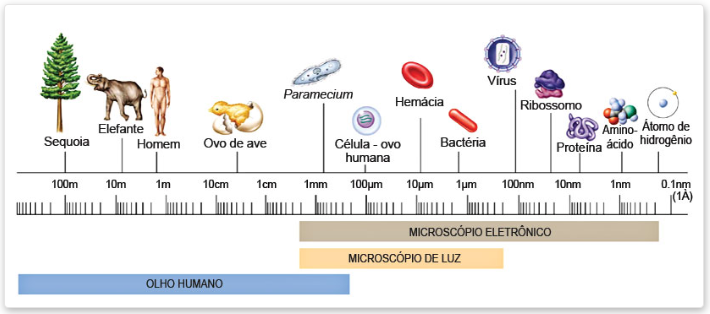 Sequoia
Elefante
Homem
Ovo de ave
Paramecium
Célula - ovo
humana
Hemácia
Bactéria
Vírus
Ribossomo
Proteína
Amino-
ácido
Átomo de
hidrogênio
100m 10m 1m 10cm 1cm 1mm 100µm 10µm 1µm 100nm 10nm 1nm 0.1nm
(1Å)
MICROSCÓPIO ELETRÔNICO
MICROSCÓPIO DE LUZ
OLHO HUMANO